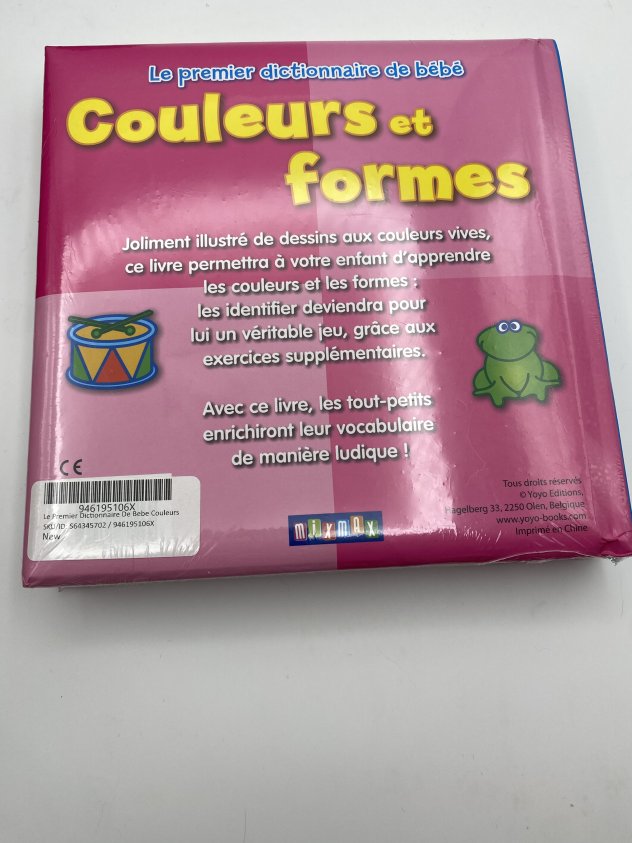 Le premier dictionnaire de bébé
Couleurs et
formes
Joliment illustré de dessins aux couleurs vives,
ce livre permettra à votre enfant d'apprendre
les couleurs et les formes :
les identifier deviendra pour
lui un véritable jeu, grâce aux
exercices supplémentaires.
Avec ce livre, les tout-petits
enrichiront leur vocabulaire
de manière ludique !
CE
946195106X
Le Premier Dictionnaire De Bebe Couleurs
SKU/ID: S64345702 / 946195106X
New
mixmax
Tous droits réservés
© Yoyo Editions,
Hagelberg 33, 2250 Olen, Belgique
www.yoyo-books.com
Imprimé en Chine